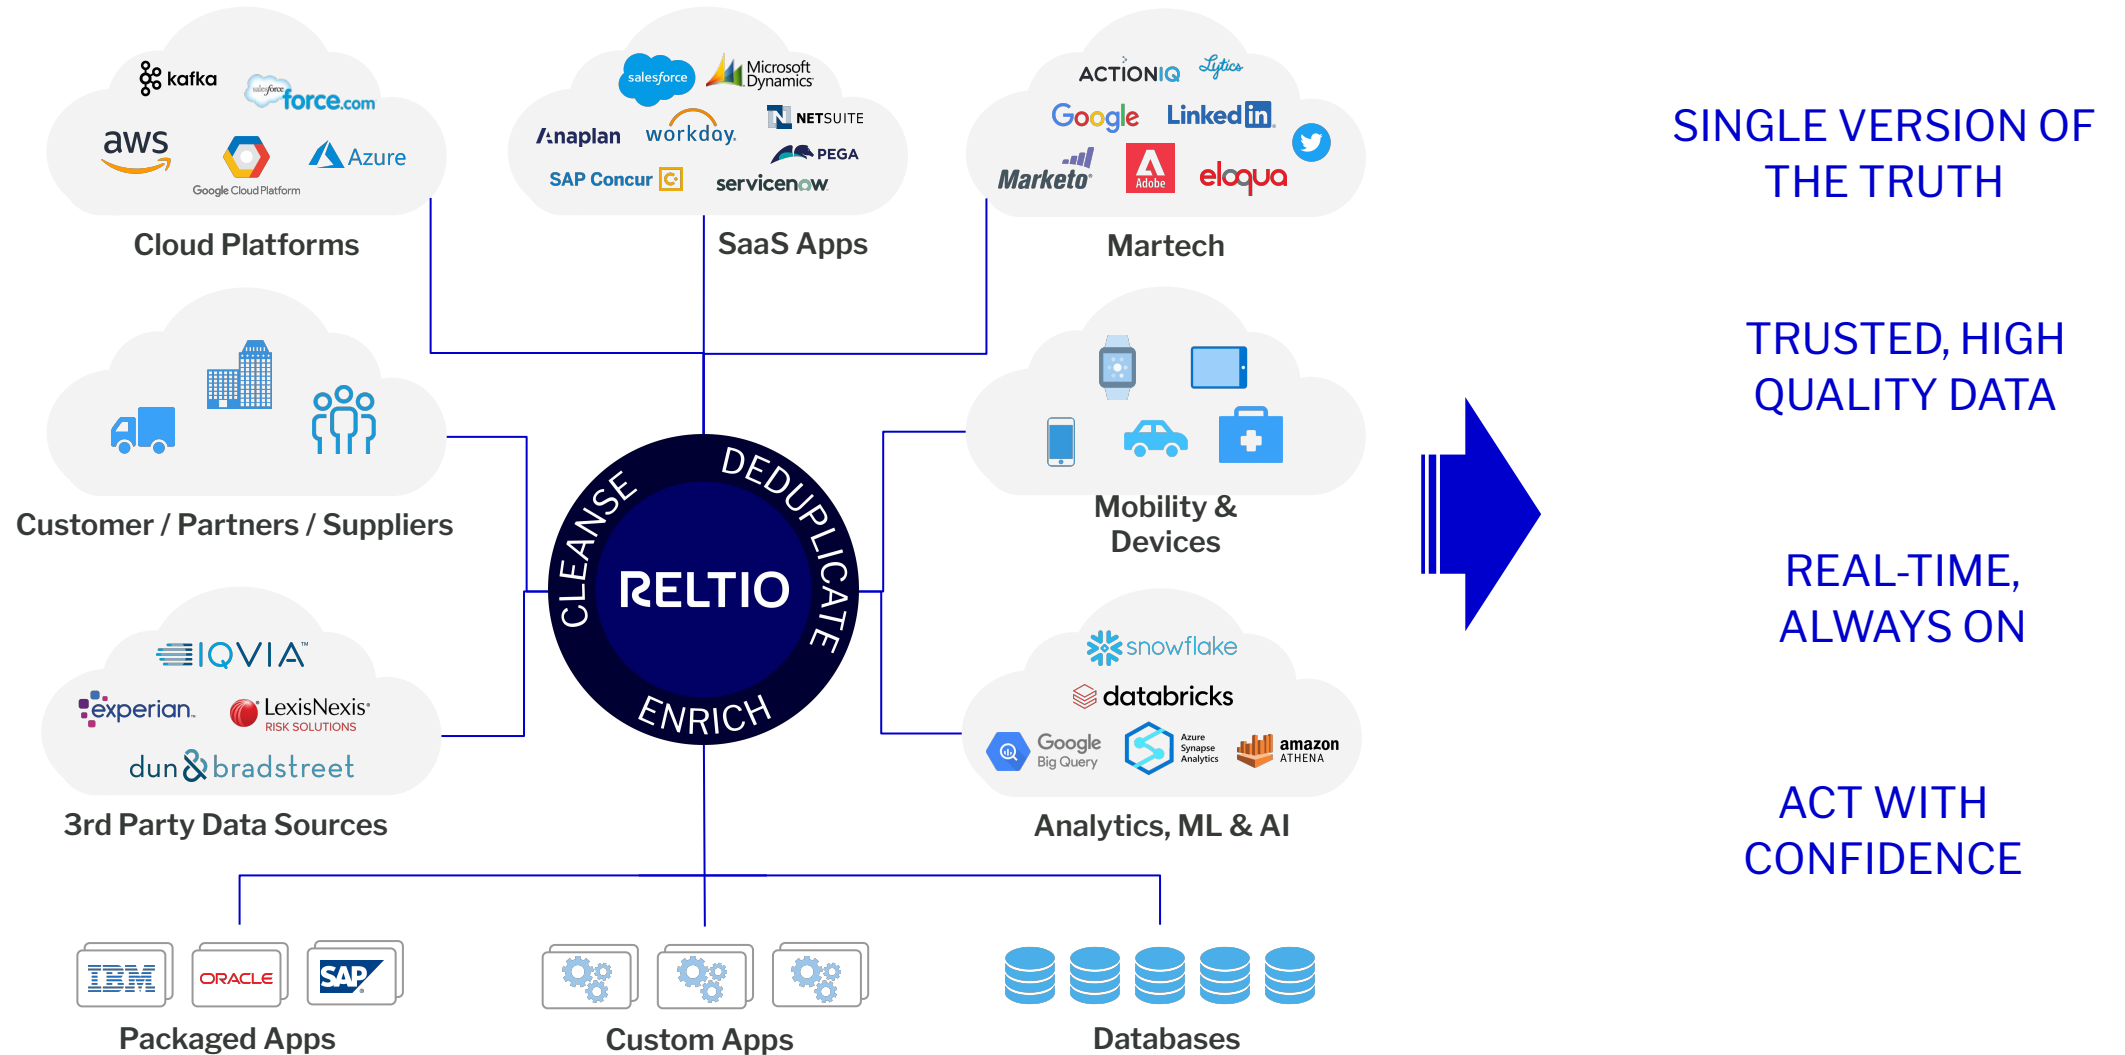 kafka
salesforce
force.com
aws
Google Cloud Platform
Azure
Cloud Platforms
salesforce
Microsoft
Dynamics
Anaplan
workday.
NETSUITE
PEGA
SAP Concur C
servicenow
SaaS Apps
ACTIONIQ
Lytics
Google
Linked in
Marketo
Adobe
eloqua
Martech
Customer / Partners / Suppliers
Mobility &
Devices
IQVIA™
experian.
LexisNexis®
RISK SOLUTIONS
dun & bradstreet
3rd Party Data Sources
CLEANSE
DEDUPLICATE
ENRICH
RELTIO
snowflake
databricks
Google
Big Query
Azure
Synapse
Analytics
amazon
ATHENA
Analytics, ML & AI
IBM
ORACLE
SAP
Packaged Apps
Custom Apps
Databases
SINGLE VERSION OF
THE TRUTH
TRUSTED, HIGH
QUALITY DATA
REAL-TIME,
ALWAYS ON
ACT WITH
CONFIDENCE